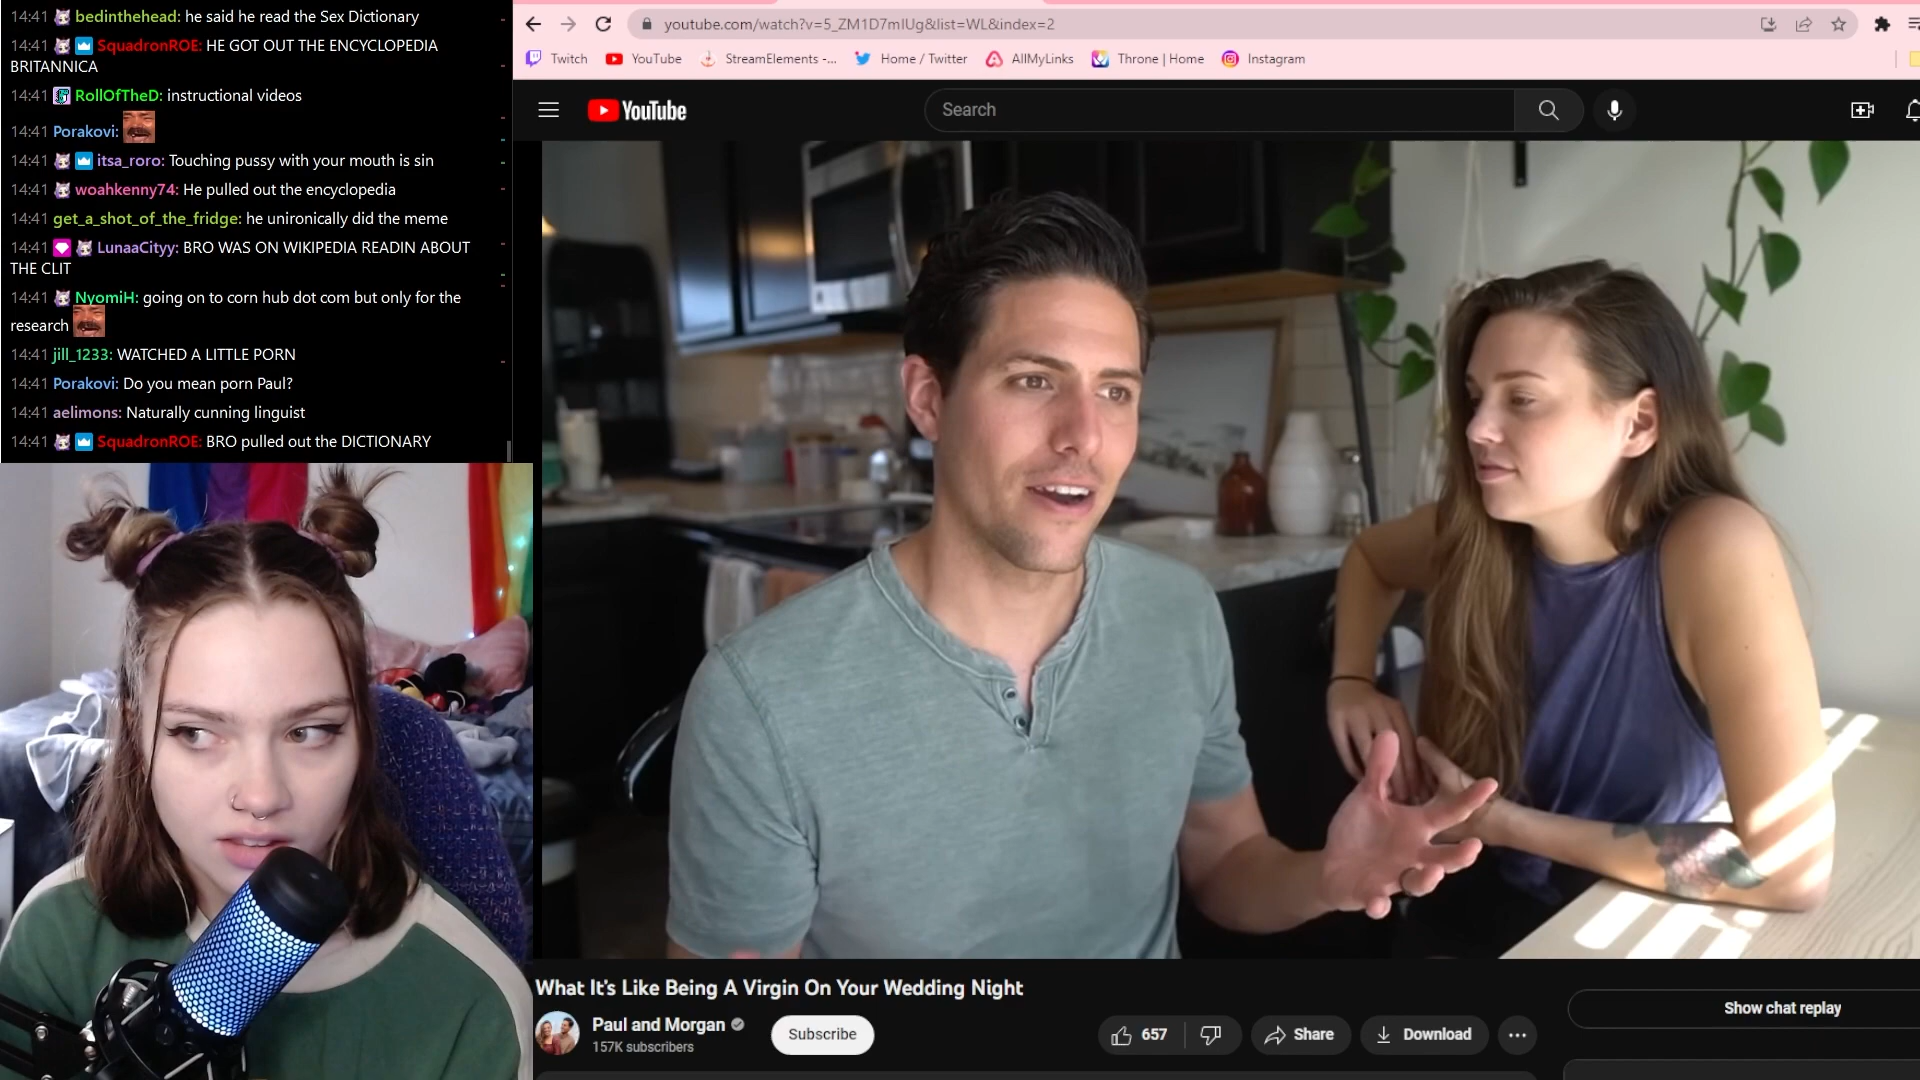 14:41 bedinthehead: he said he read the Sex Dictionary
14:41 SquadronROE: HE GOT OUT THE ENCYCLOPEDIA
BRITANNICA
14:41 RollOfTheD: instructional videos
14:41 Porakovi:
14:41 itsa_roro: Touching pussy with your mouth is sin
14:41 woahkenny74: He pulled out the encyclopedia
14:41 get_a_shot_of_the_fridge: he unironically did the meme
14:41 LunaaCityy: BRO WAS ON WIKIPEDIA READIN ABOUT
THE CLIT
14:41 NyomiH: going on to corn hub dot com but only for the
research
14:41 jill_1233: WATCHED A LITTLE PORN
14:41 Porakovi: Do you mean porn Paul?
14:41 aelimons: Naturally cunning linguist
14:41 SquadronROE: BRO pulled out the DICTIONARY
youtube.com/watch?v=5_ZM1D7mIUg&list=WL&index=2
Twitch YouTube StreamElements -... Home / Twitter AllMyLinks Throne | Home Instagram
YouTube
Search
What It's Like Being A Virgin On Your Wedding Night
Paul and Morgan
157K subscribers
Subscribe
657
Share
Download
Show chat replay